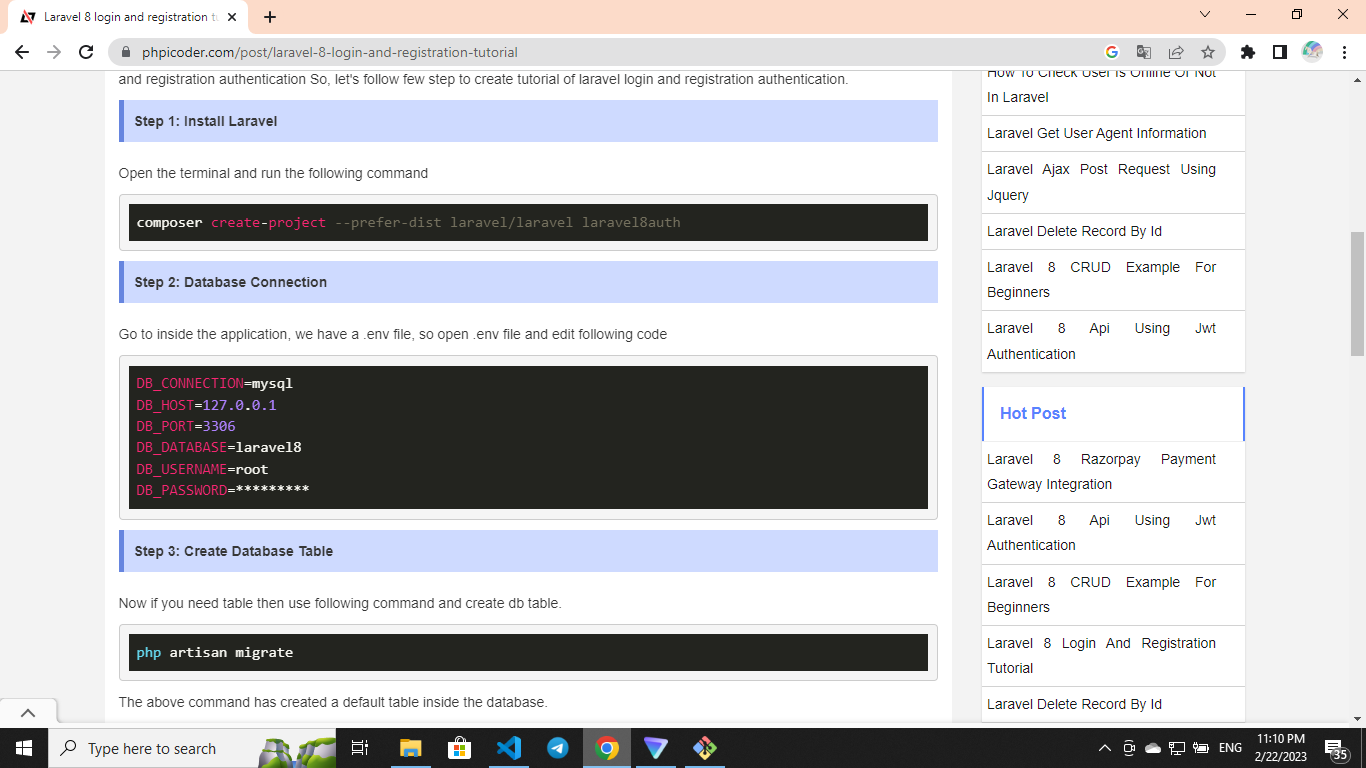 Laravel 8 login and registration tu
phpicoder.com/post/laravel-8-login-and-registration-tutorial
and registration authentication So, let's follow few step to create tutorial of laravel login and registration authentication.
Step 1: Install Laravel
Open the terminal and run the following command
composer create-project --prefer-dist laravel/laravel laravel8auth
Step 2: Database Connection
Go to inside the application, we have a .env file, so open .env file and edit following code
DB_CONNECTION=mysql
DB_HOST=127.0.0.1
DB_PORT=3306
DB_DATABASE=laravel8
DB_USERNAME=root
DB_PASSWORD=*********
Step 3: Create Database Table
Now if you need table then use following command and create db table.
php artisan migrate
The above command has created a default table inside the database.
How To Check User Is Online Or Not
In Laravel
Laravel Get User Agent Information
Laravel Ajax Post Request Using
Jquery
Laravel Delete Record By Id
Laravel 8 CRUD Example For
Beginners
Laravel 8 Api Using Jwt
Authentication
Hot Post
Laravel 8 Razorpay Payment
Gateway Integration
Laravel 8 Api Using Jwt
Authentication
Laravel 8 CRUD Example For
Beginners
Laravel 8 Login And Registration
Tutorial
Laravel Delete Record By Id
Type here to search
ENG
11:10 PM
2/22/2023
35